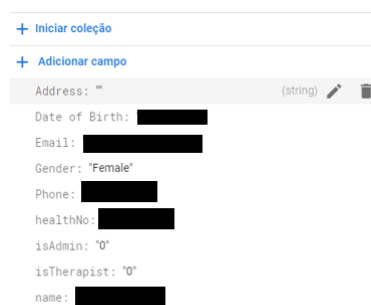 + Iniciar coleção
+ Adicionar campo
Address: "" (string)
Date of Birth:
Email:
Gender: "Female"
Phone:
healthNo:
isAdmin: "0"
isTherapist: "0"
name: